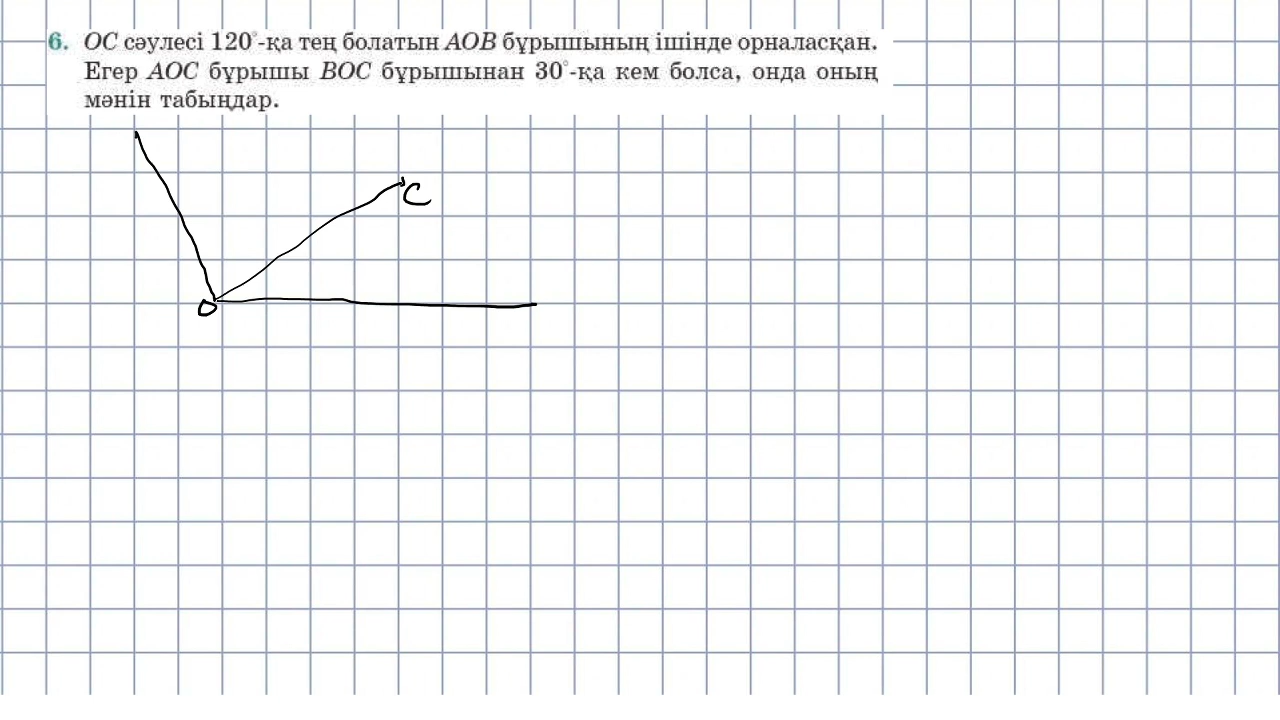 6. OC сәулесі 120°-қа тең болатын AOB бұрышының ішінде орналасқан.
Егер AOC бұрышы BOC бұрышынан 30°-қа кем болса, онда оның
мәнін табыңдар.
C
O